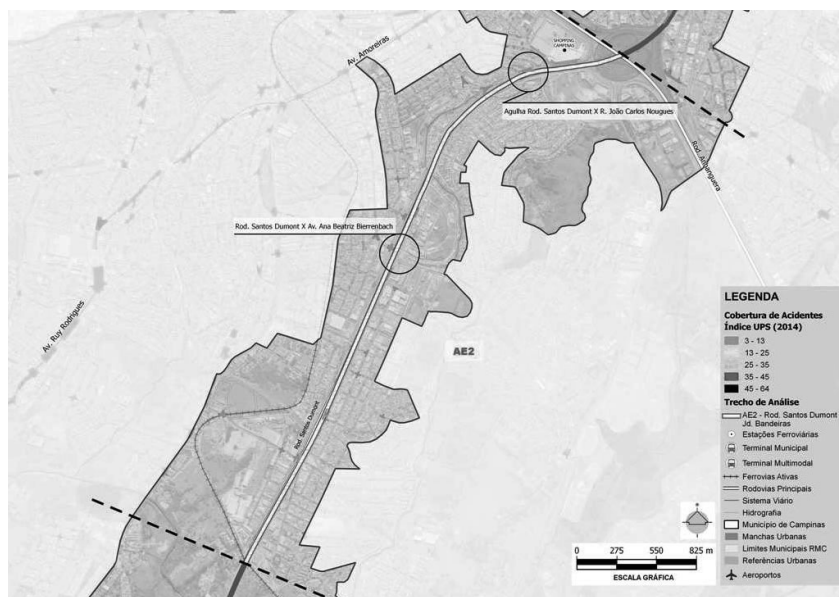 SHOPPING
CAMPINAS
Av. Amoreiras
Agulha Rod. Santos Dumont X R. João Carlos Nougues
Rod. Anhanguera
Rod. Santos Dumont X Av. Ana Beatriz Bierrenbach
Av. Ruy Rodrigues
AE2
Rod. Santos Dumont
LEGENDA
Cobertura de Acidentes
Índice UPS (2014)
3 - 13
13 - 25
25 - 35
35 - 45
45 - 64
Trecho de Análise
AE2 - Rod. Santos Dumont
Jd. Bandeiras
Estações Ferroviárias
Terminal Municipal
Terminal Multimodal
Ferrovias Ativas
Rodovias Principais
Sistema Viário
Hidrografia
Município de Campinas
Manchas Urbanas
Limites Municipais RMC
Referências Urbanas
Aeroportos
0 275 550 825 m
ESCALA GRÁFICA